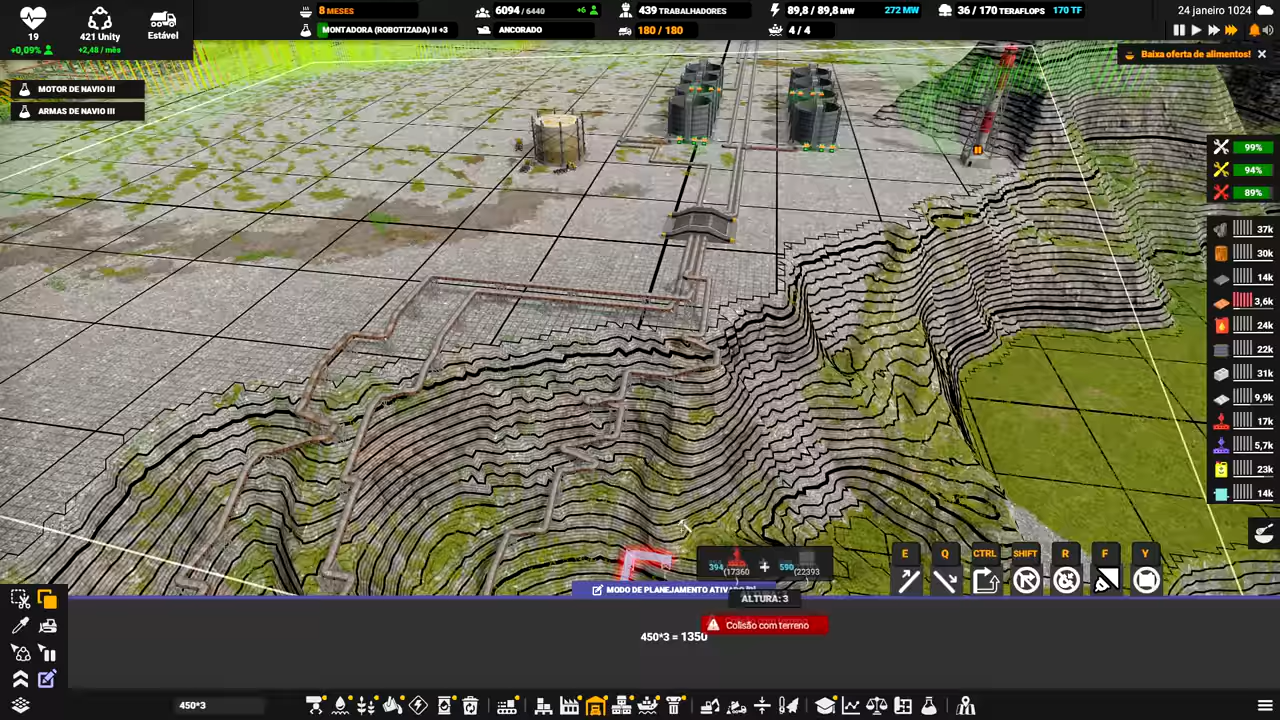 19
+0,09%
421 Unity
+2,48 / mês
Estável
8 MESES
MONTADORA (ROBOTIZADA) II +3
6094 / 6440 +6
ANCORADO
439 TRABALHADORES
180 / 180
89,8 / 89,8 MW 272 MW
4 / 4
36 / 170 TERAFLOPS 170 TF
24 janeiro 1024
Baixa oferta de alimentos!
MOTOR DE NAVIO III
ARMAS DE NAVIO III
99%
94%
89%
37k
30k
14k
3,6k
24k
22k
31k
9,9k
17k
5,7k
23k
14k
E Q CTRL SHIFT R F Y
394 (17360 + 590 (22393
MODO DE PLANEJAMENTO ATIVADO
ALTURA: 3
Colisão com terreno
450*3 = 1350
450*3